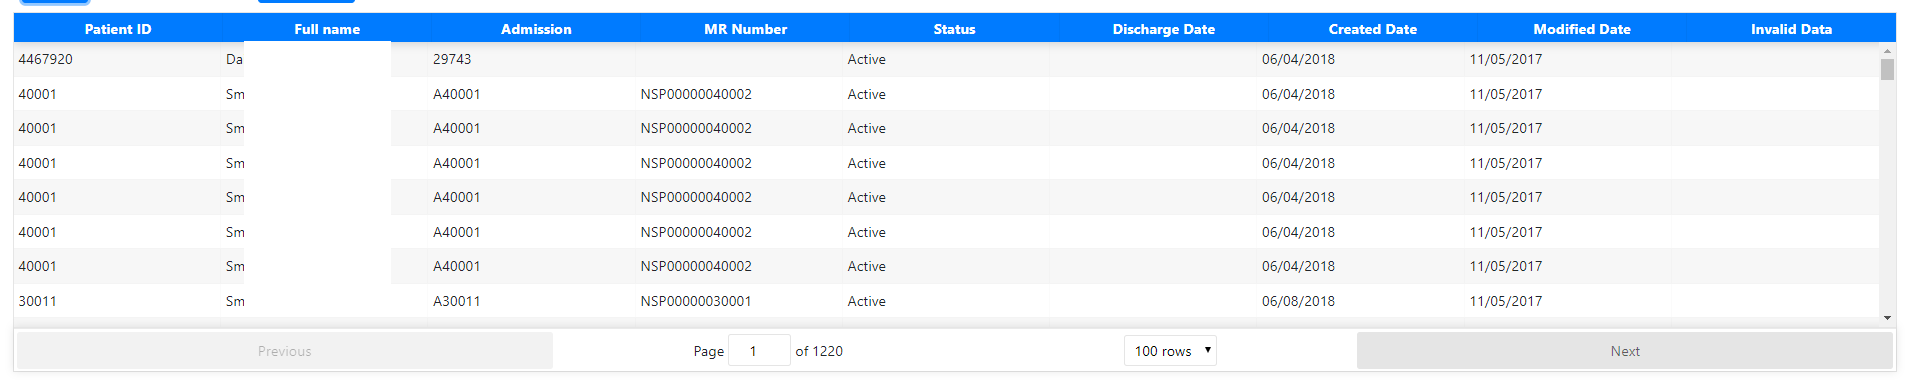 Patient ID Full name Admission MR Number Status Discharge Date Created Date Modified Date Invalid Data
4467920 Da 29743 Active 06/04/2018 11/05/2017
40001 Sm A40001 NSP00000040002 Active 06/04/2018 11/05/2017
40001 Sm A40001 NSP00000040002 Active 06/04/2018 11/05/2017
40001 Sm A40001 NSP00000040002 Active 06/04/2018 11/05/2017
40001 Sm A40001 NSP00000040002 Active 06/04/2018 11/05/2017
40001 Sm A40001 NSP00000040002 Active 06/04/2018 11/05/2017
40001 Sm A40001 NSP00000040002 Active 06/04/2018 11/05/2017
30011 Sm A30011 NSP00000030001 Active 06/08/2018 11/05/2017
Previous Page 1 of 1220 100 rows Next